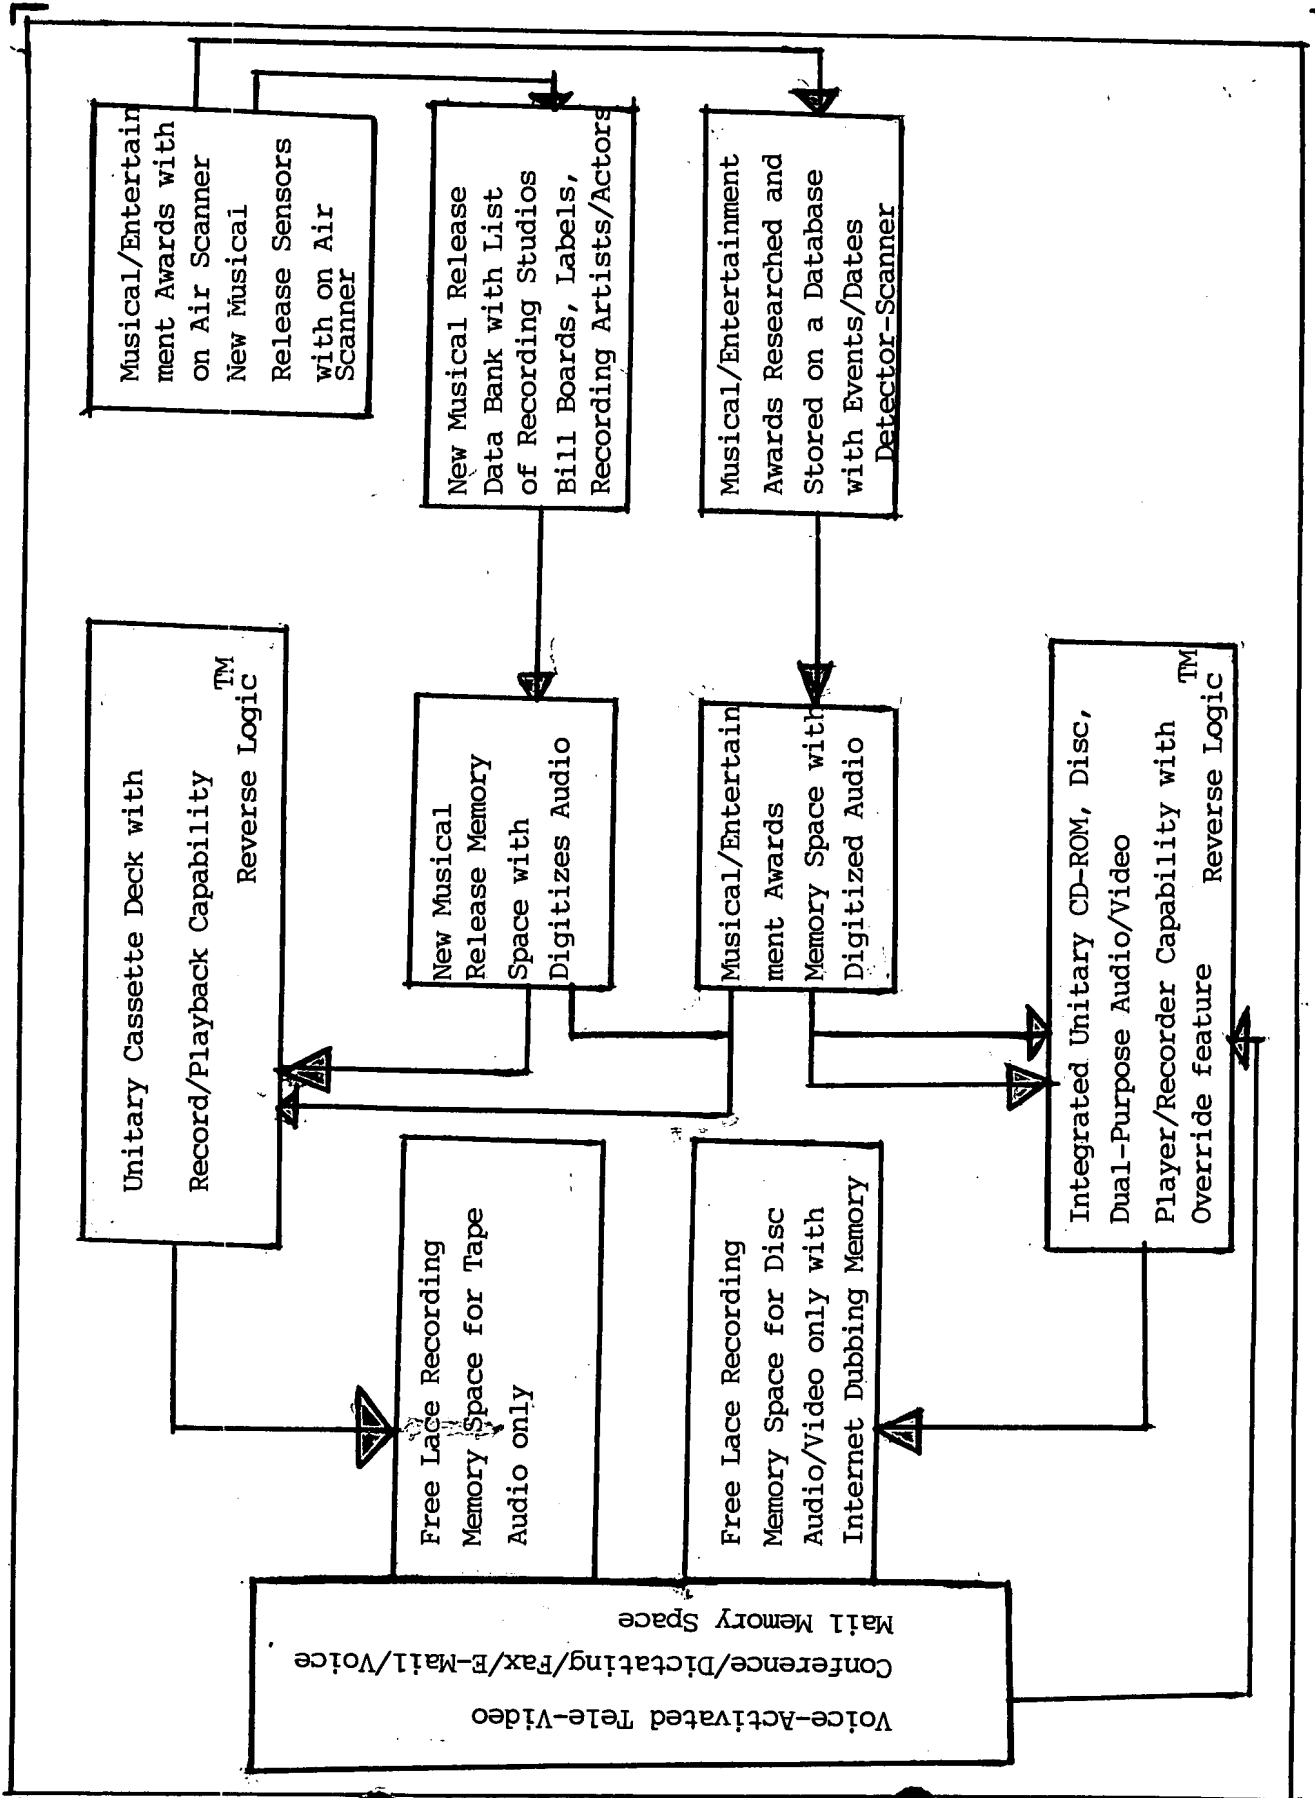 Musical/Entertain
ment Awards with
on Air Scanner
New Musical
Release Sensors
with on Air
Scanner
New Musical Release
Data Bank with List
of Recording Studios
Bill Boards, Labels,
Recording Artists/Actors
Musical/Entertainment
Awards Researched and
Stored on a Database
with Events/Dates
Detector-Scanner
Unitary Cassette Deck with
Record/Playback Capability
Reverse Logic TM
New Musical
Release Memory
Space with
Digitizes Audio
Musical/Entertain
ment Awards
Memory Space with
Digitized Audio
Integrated Unitary CD-ROM, Disc,
Dual-Purpose Audio/Video
Player/Recorder Capability with
Override feature Reverse Logic TM
Free Lace Recording
Memory Space for Tape
Audio only
Free Lace Recording
Memory Space for Disc
Audio/Video only with
Internet Dubbing Memory
Voice-Activated Tele-Video
Conference/Dictating/Fax/E-Mail/Voice
Mail Memory Space